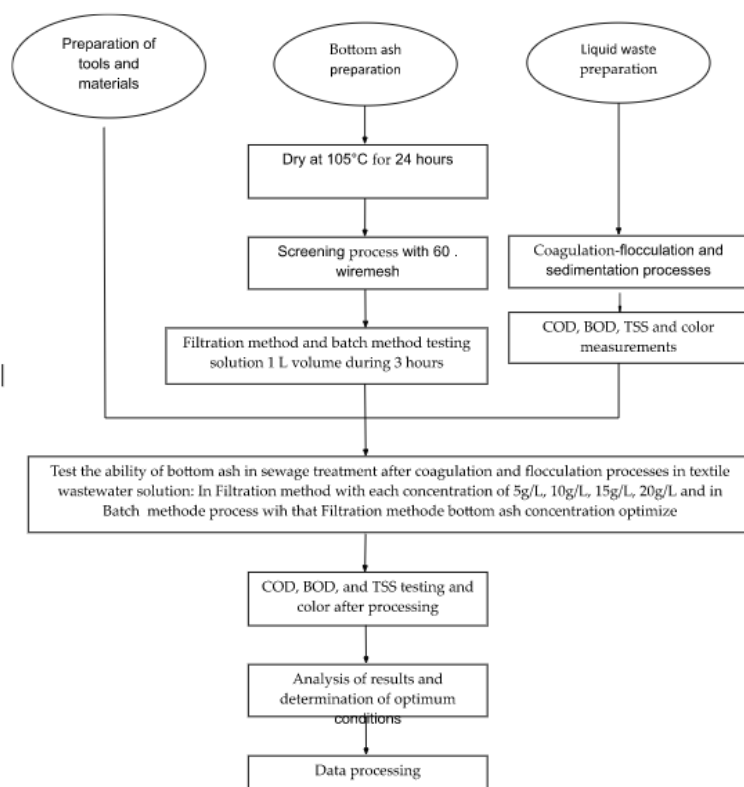 Preparation of
tools and
materials
Bottom ash
preparation
Liquid waste
preparation
Dry at 105°C for 24 hours
Screening process with 60 .
wiremesh
Coagulation-flocculation and
sedimentation processes
Filtration method and batch method testing
solution 1 L volume during 3 hours
COD, BOD, TSS and color
measurements
Test the ability of bottom ash in sewage treatment after coagulation and flocculation processes in textile
wastewater solution: In Filtration method with each concentration of 5g/L, 10g/L, 15g/L, 20g/L and in
Batch methode process wih that Filtration methode bottom ash concentration optimize
COD, BOD, and TSS testing and
color after processing
Analysis of results and
determination of optimum
conditions
Data processing